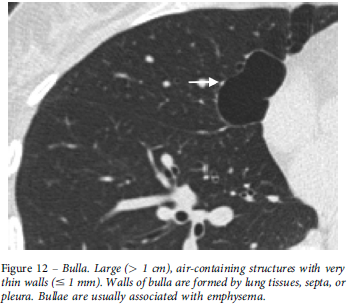 Figure 12 – Bulla. Large (> 1 cm), air-containing structures with very
thin walls (≤ 1 mm). Walls of bulla are formed by lung tissues, septa, or
pleura. Bullae are usually associated with emphysema.